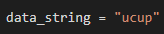 data_string = "ucup"